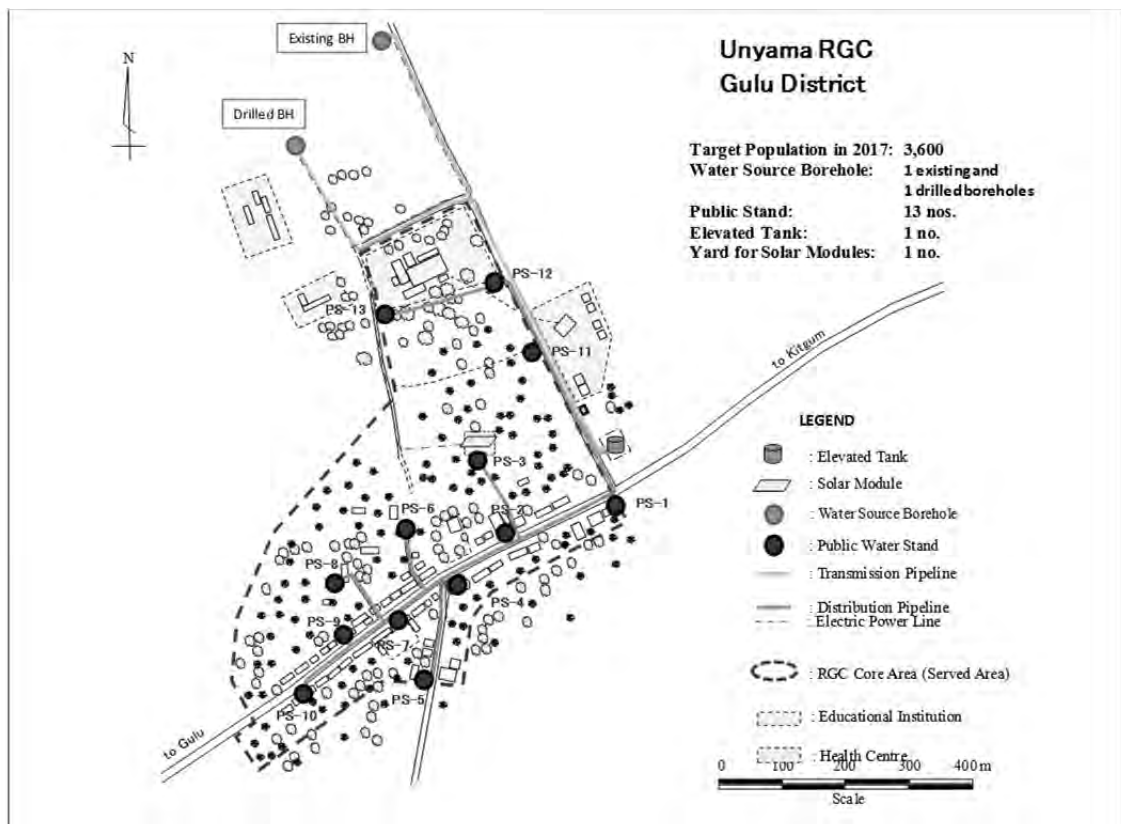 Existing BH
Unyama RGC
Gulu District
N
Drilled BH
Target Population in 2017: 3,600
Water Source Borehole: 1 existing and
1 drilled boreholes
Public Stand: 13 nos.
Elevated Tank: 1 no.
Yard for Solar Modules: 1 no.
PS-12
PS-13
PS-11
to Kitgum
PS-3
PS-1
PS-6
PS-2
PS-8
PS-4
PS-9
PS-7
PS-5
PS-10
to Gulu
LEGEND
: Elevated Tank
: Solar Module
: Water Source Borehole
: Public Water Stand
: Transmission Pipeline
: Distribution Pipeline
: Electric Power Line
: RGC Core Area (Served Area)
: Educational Institution
: Health Centre
0 100 200 300 400 m
Scale